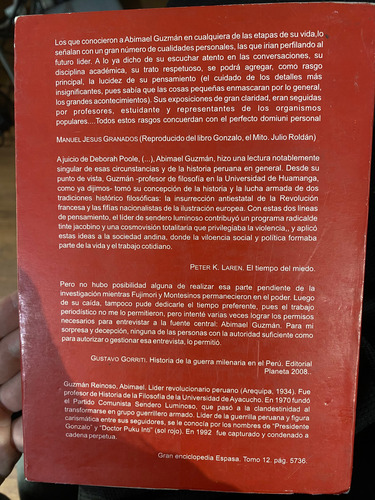 Los que conocieron a Abimael Guzmán en cualquiera de las etapas de su vida,lo
señalan con un gran número de cualidades personales, las que irian perfilando al
futuro lider. A lo ya dicho de su escuchar atento en las conversaciones, su
disciplina académica, su trato respetuoso, se podrá agregar, como rasgo
principal, la lucidez de su pensamiento (el cuidado de los detalles más
insignificantes, pues sabía que las cosas pequeñas enmascaran por lo general,
los grandes acontecimientos). Sus exposiciones de gran claridad, eran seguidas
por profesores, estuidante y representantes de los organismos
populares....Todos estos rasgos concuerdan con el perfecto domiuni personal
MANUEL JESUS GRANADOS (Reproducido del libro Gonzalo, el Mito. Julio Roldán)
A juicio de Deborah Poole, (...), Abimael Guzmán, hizo una lectura notablemente
singular de esas circunstancias y de la historia peruana en general. Desde su
punto de vista, Guzmán -profesor de filosofía en la Universidad de Huamanga,
como ya dijimos- tomó su concepción de la historia y la lucha armada de dos
tradiciones histórico filosóficas: la insurrección antiestatal de la Revolución
francesa y las fifias nacionalistas de la ilustración europea. Con estas dos líneas
de pensamiento, el líder de sendero luminoso contribuyó un programa radicalde
tinte jacobino y una cosmovisión totalitaria que privilegiaba la violencia,, y aplicó
estas ideas a la sociedad andina, donde la viloencia social y política formaba
parte de la vida y el trabajo cotidiano.
PETER K. LAREN. El tiempo del miedo.
Pero no hubo posibilidad alguna de realizar esa parte pendiente de la
investigación mientras Fujimori y Montesinos permanecieron en el poder. Luego
de su caída, tampoco pude dedicarle el tiempo preferente, pues el trabajo
periodístico no me lo permitieron, pero intenté varias veces lograr los permisos
necesarios para entrevistar a la fuente central: Abimael Guzmán. Para mi
sorpresa y decepción, ninguna de las personas con la autoridad suficiente como
para autorizar o gestionar esa entrevista, lo permitió.
GUSTAVO GORRITI. Historia de la guerra milenaria en el Perú. Editorial
Planeta 2008..
Guzmán Reinoso, Abimael. Lider revolucionario peruano (Arequipa, 1934). Fue
profesor de Historia de la Filosofía de la Universidad de Ayacucho. En 1970 fundó
el Partido Comunista Sendero Luminoso, que pasó a la clandestinidad al
transformarse en grupo guerrillero armado. Líder de la guerrilla peruana y figura
carismática entre sus seguidores, se le conocía por los nombres de "Presidente
Gonzalo" y "Doctor Puku Inti" (sol rojo). En 1992 fue capturado y condenado a
cadena perpetua.
Gran enciclopedia Espasa. Tomo 12. pág. 5736.